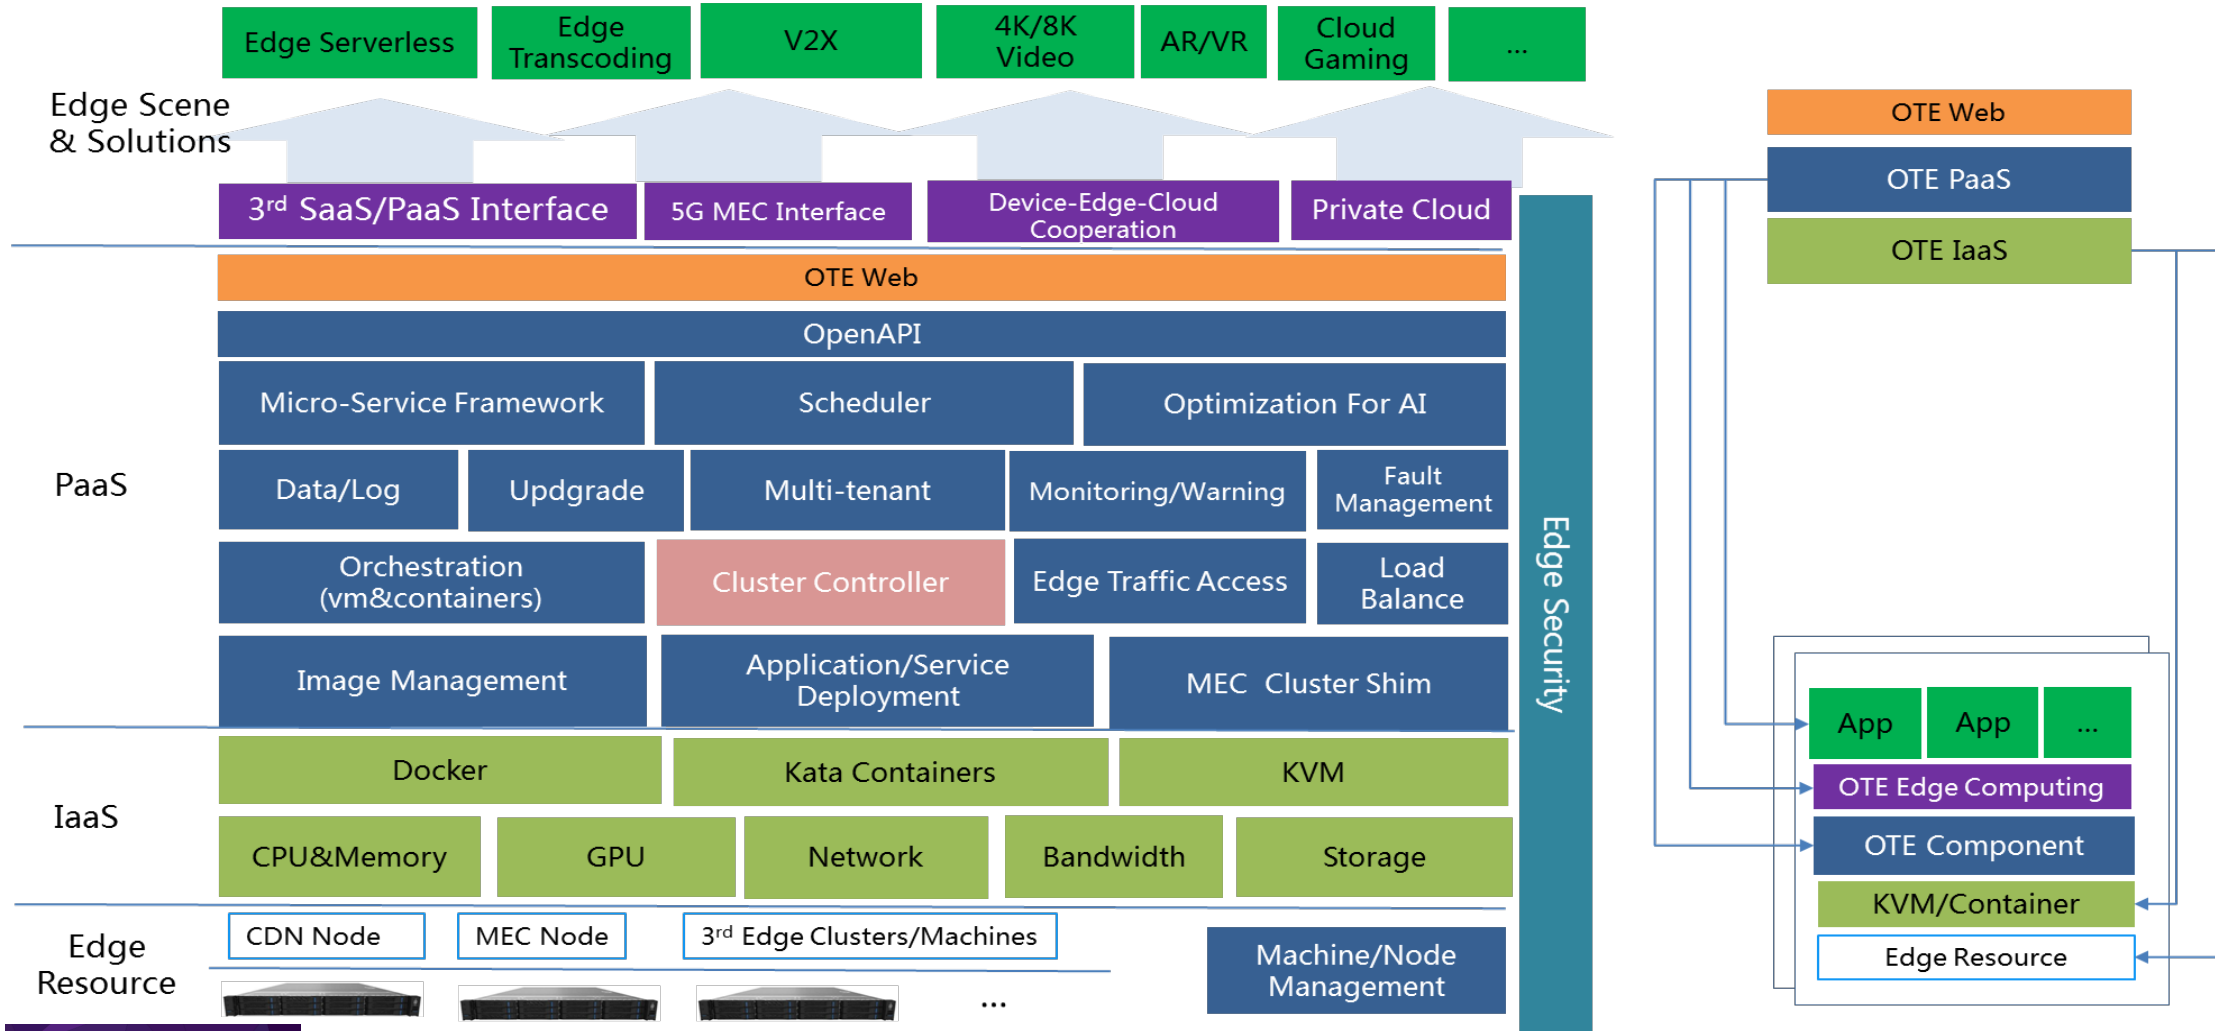 Edge Serverless
Edge
Transcoding
V2X
4K/8K
Video
AR/VR
Cloud
Gaming
...
Edge Scene
& Solutions
3rd SaaS/PaaS Interface
5G MEC Interface
Device-Edge-Cloud
Cooperation
Private Cloud
OTE Web
OpenAPI
Micro-Service Framework
Scheduler
Optimization For AI
PaaS
Data/Log
Updgrade
Multi-tenant
Monitoring/Warning
Fault
Management
Orchestration
(vm&containers)
Cluster Controller
Edge Traffic Access
Load
Balance
Image Management
Application/Service
Deployment
MEC Cluster Shim
Edge Security
IaaS
Docker
Kata Containers
KVM
CPU&Memory
GPU
Network
Bandwidth
Storage
Edge
Resource
CDN Node
MEC Node
3rd Edge Clusters/Machines
...
Machine/Node
Management
OTE Web
OTE PaaS
OTE IaaS
App
App
...
OTE Edge Computing
OTE Component
KVM/Container
Edge Resource